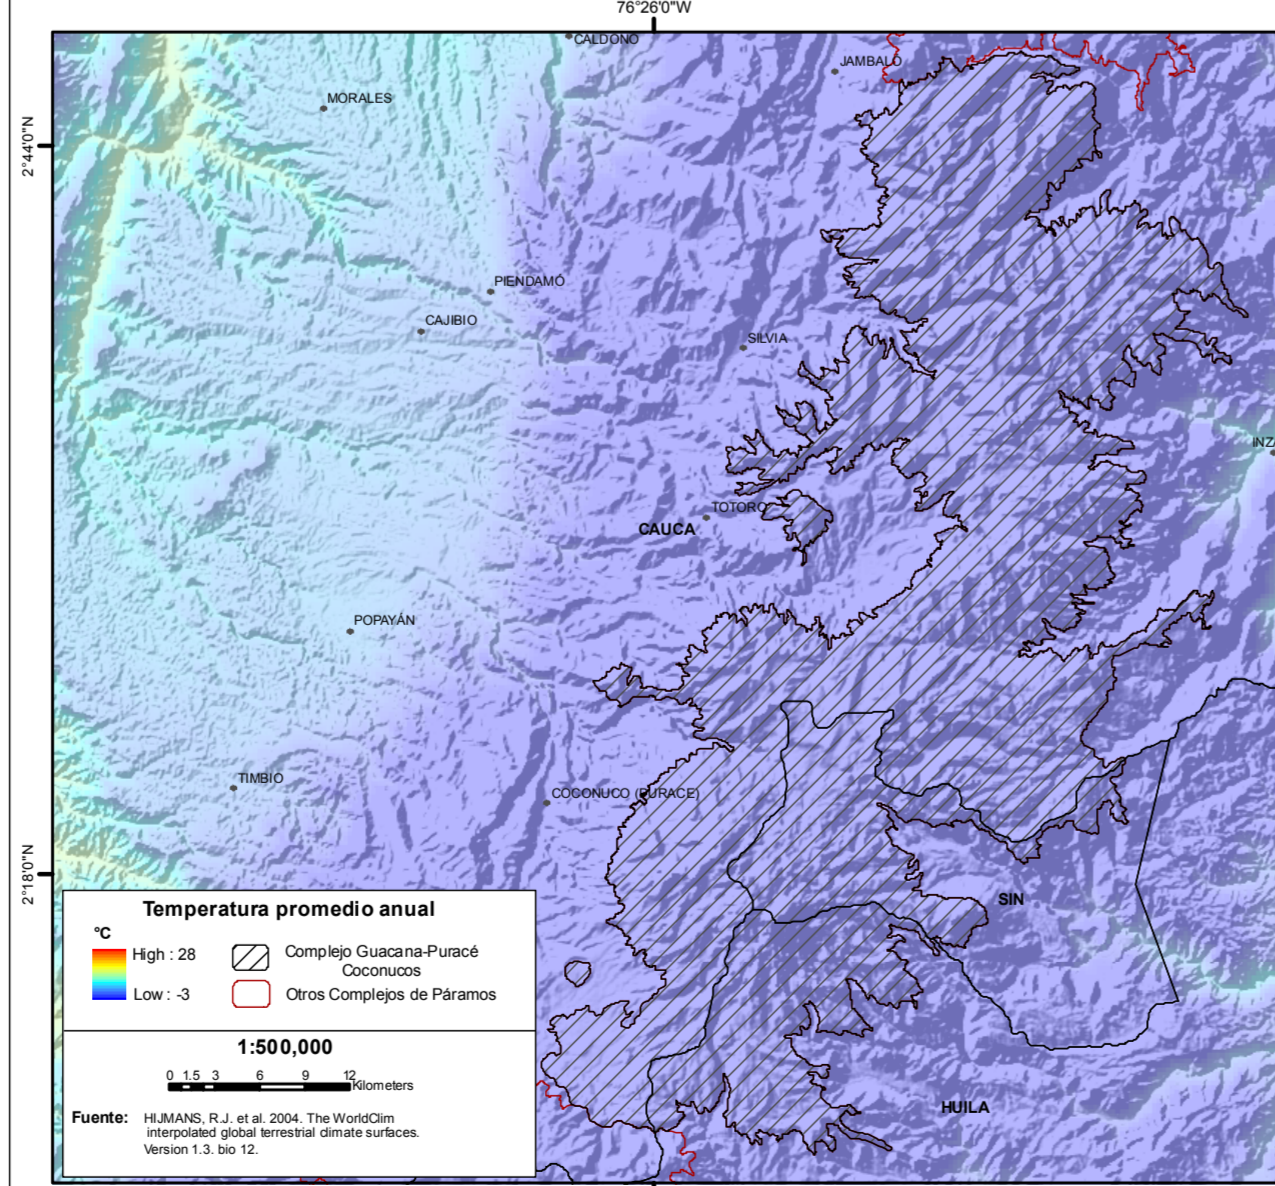 76°26'0"W
CALDONO
JAMBALÓ
MORALES
2°44'0"N
PIENDAMÓ
CAJIBIO
SILVIA
INZÁ
TOTORO
CAUCA
POPAYÁN
TIMBIO
COCONUCO (PURACE)
2°18'0"N
SIN
HUILA
Temperatura promedio anual
°C
High : 28
Low : -3
Complejo Guacana-Puracé
Coconucos
Otros Complejos de Páramos
1:500,000
0 1.5 3 6 9 12
Kilometers
Fuente: HIJMANS, R.J. et al. 2004. The WorldClim
interpolated global terrestrial climate surfaces.
Version 1.3. bio 12.